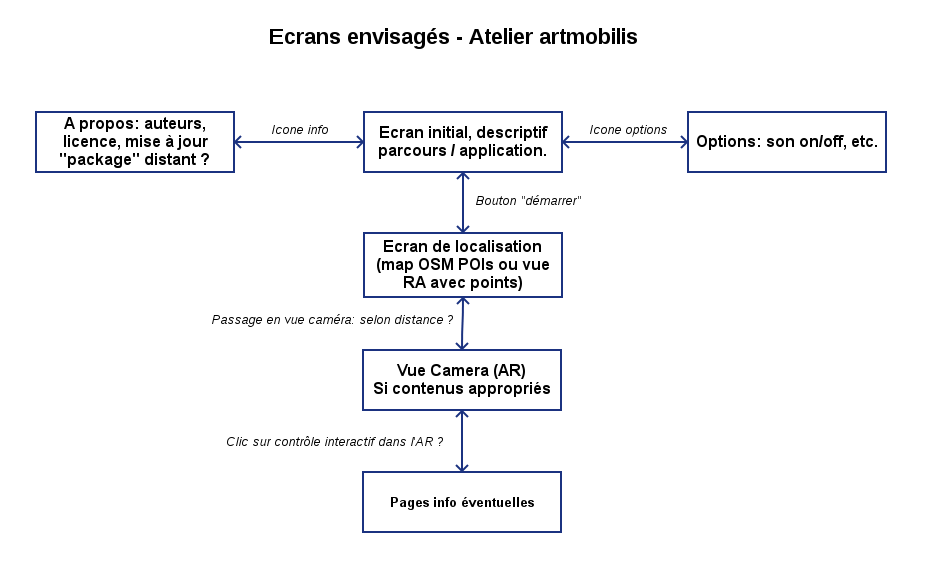 Ecrans envisagés - Atelier artmobilis
A propos: auteurs,
licence, mise à jour
"package" distant ?
Icone info
Ecran initial, descriptif
parcours / application.
Icone options
Options: son on/off, etc.
Bouton "démarrer"
Ecran de localisation
(map OSM POIs ou vue
RA avec points)
Passage en vue caméra: selon distance ?
Vue Camera (AR)
Si contenus appropriés
Clic sur contrôle interactif dans l'AR ?
Pages info éventuelles